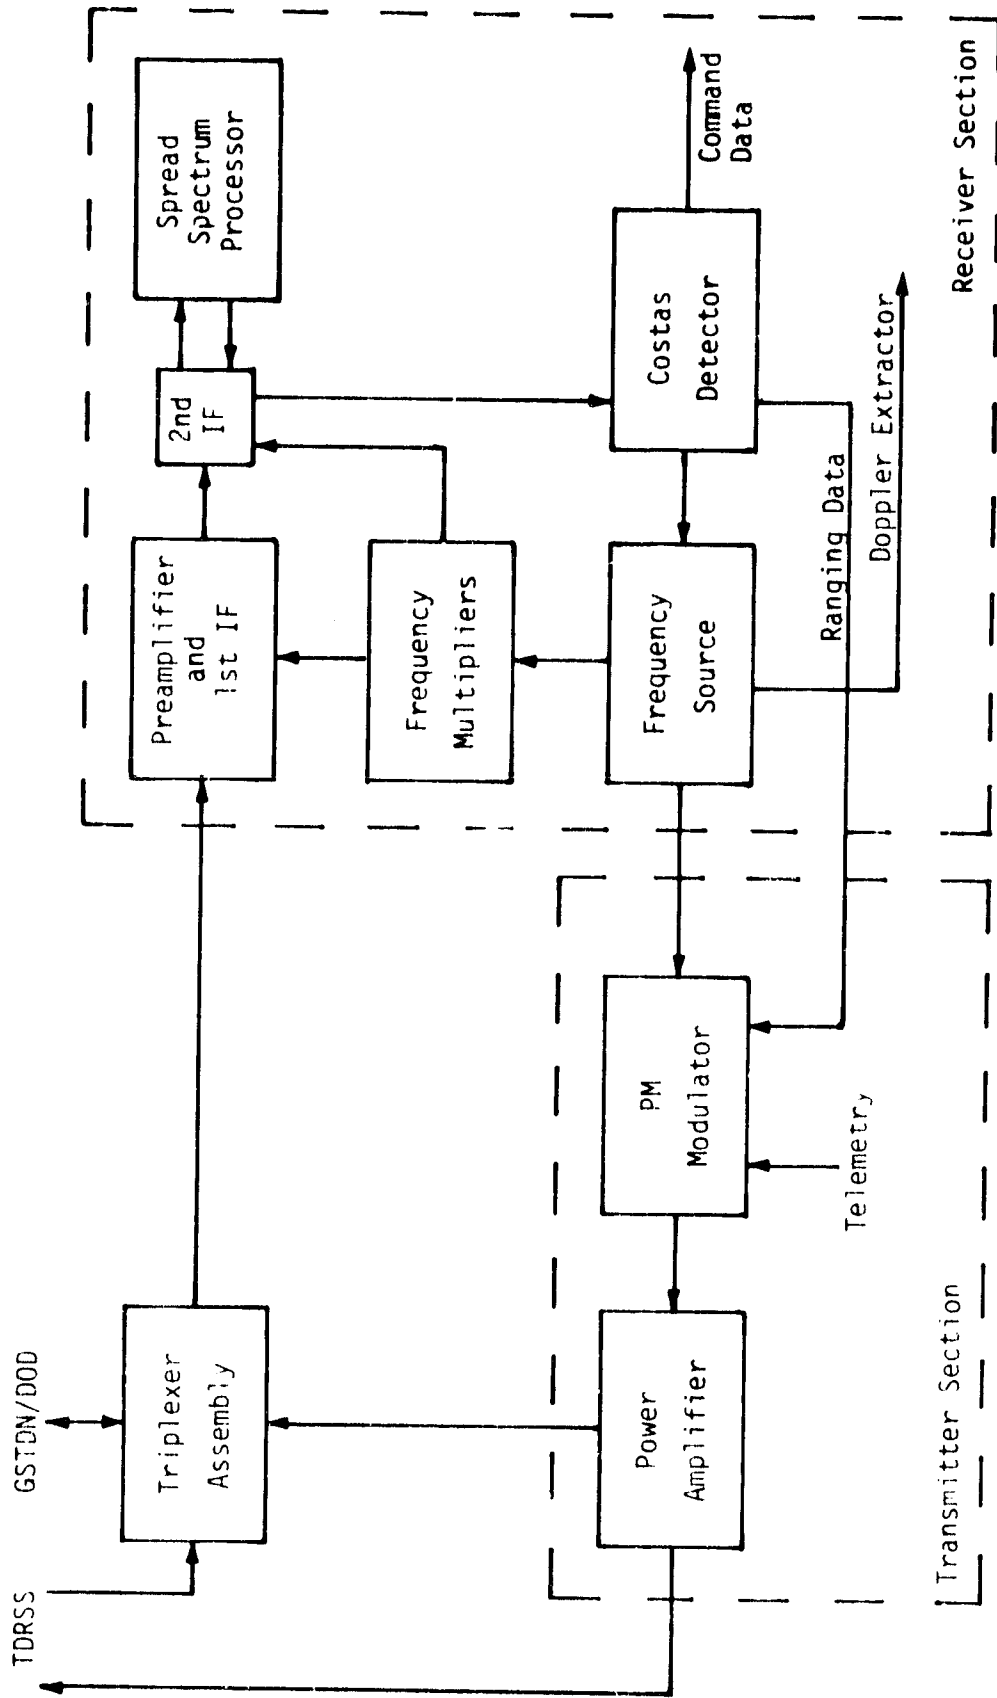 TDRSS
GSTDN/DOD
Triplexer
Assembly
Preamplifier
and
1st IF
2nd
IF
Spread
Spectrum
Processor
Frequency
Multipliers
Power
Amplifier
PM
Modulator
Frequency
Source
Costas
Detector
Command
Data
Telemetry
Ranging Data
Doppler Extractor
Transmitter Section
Receiver Section